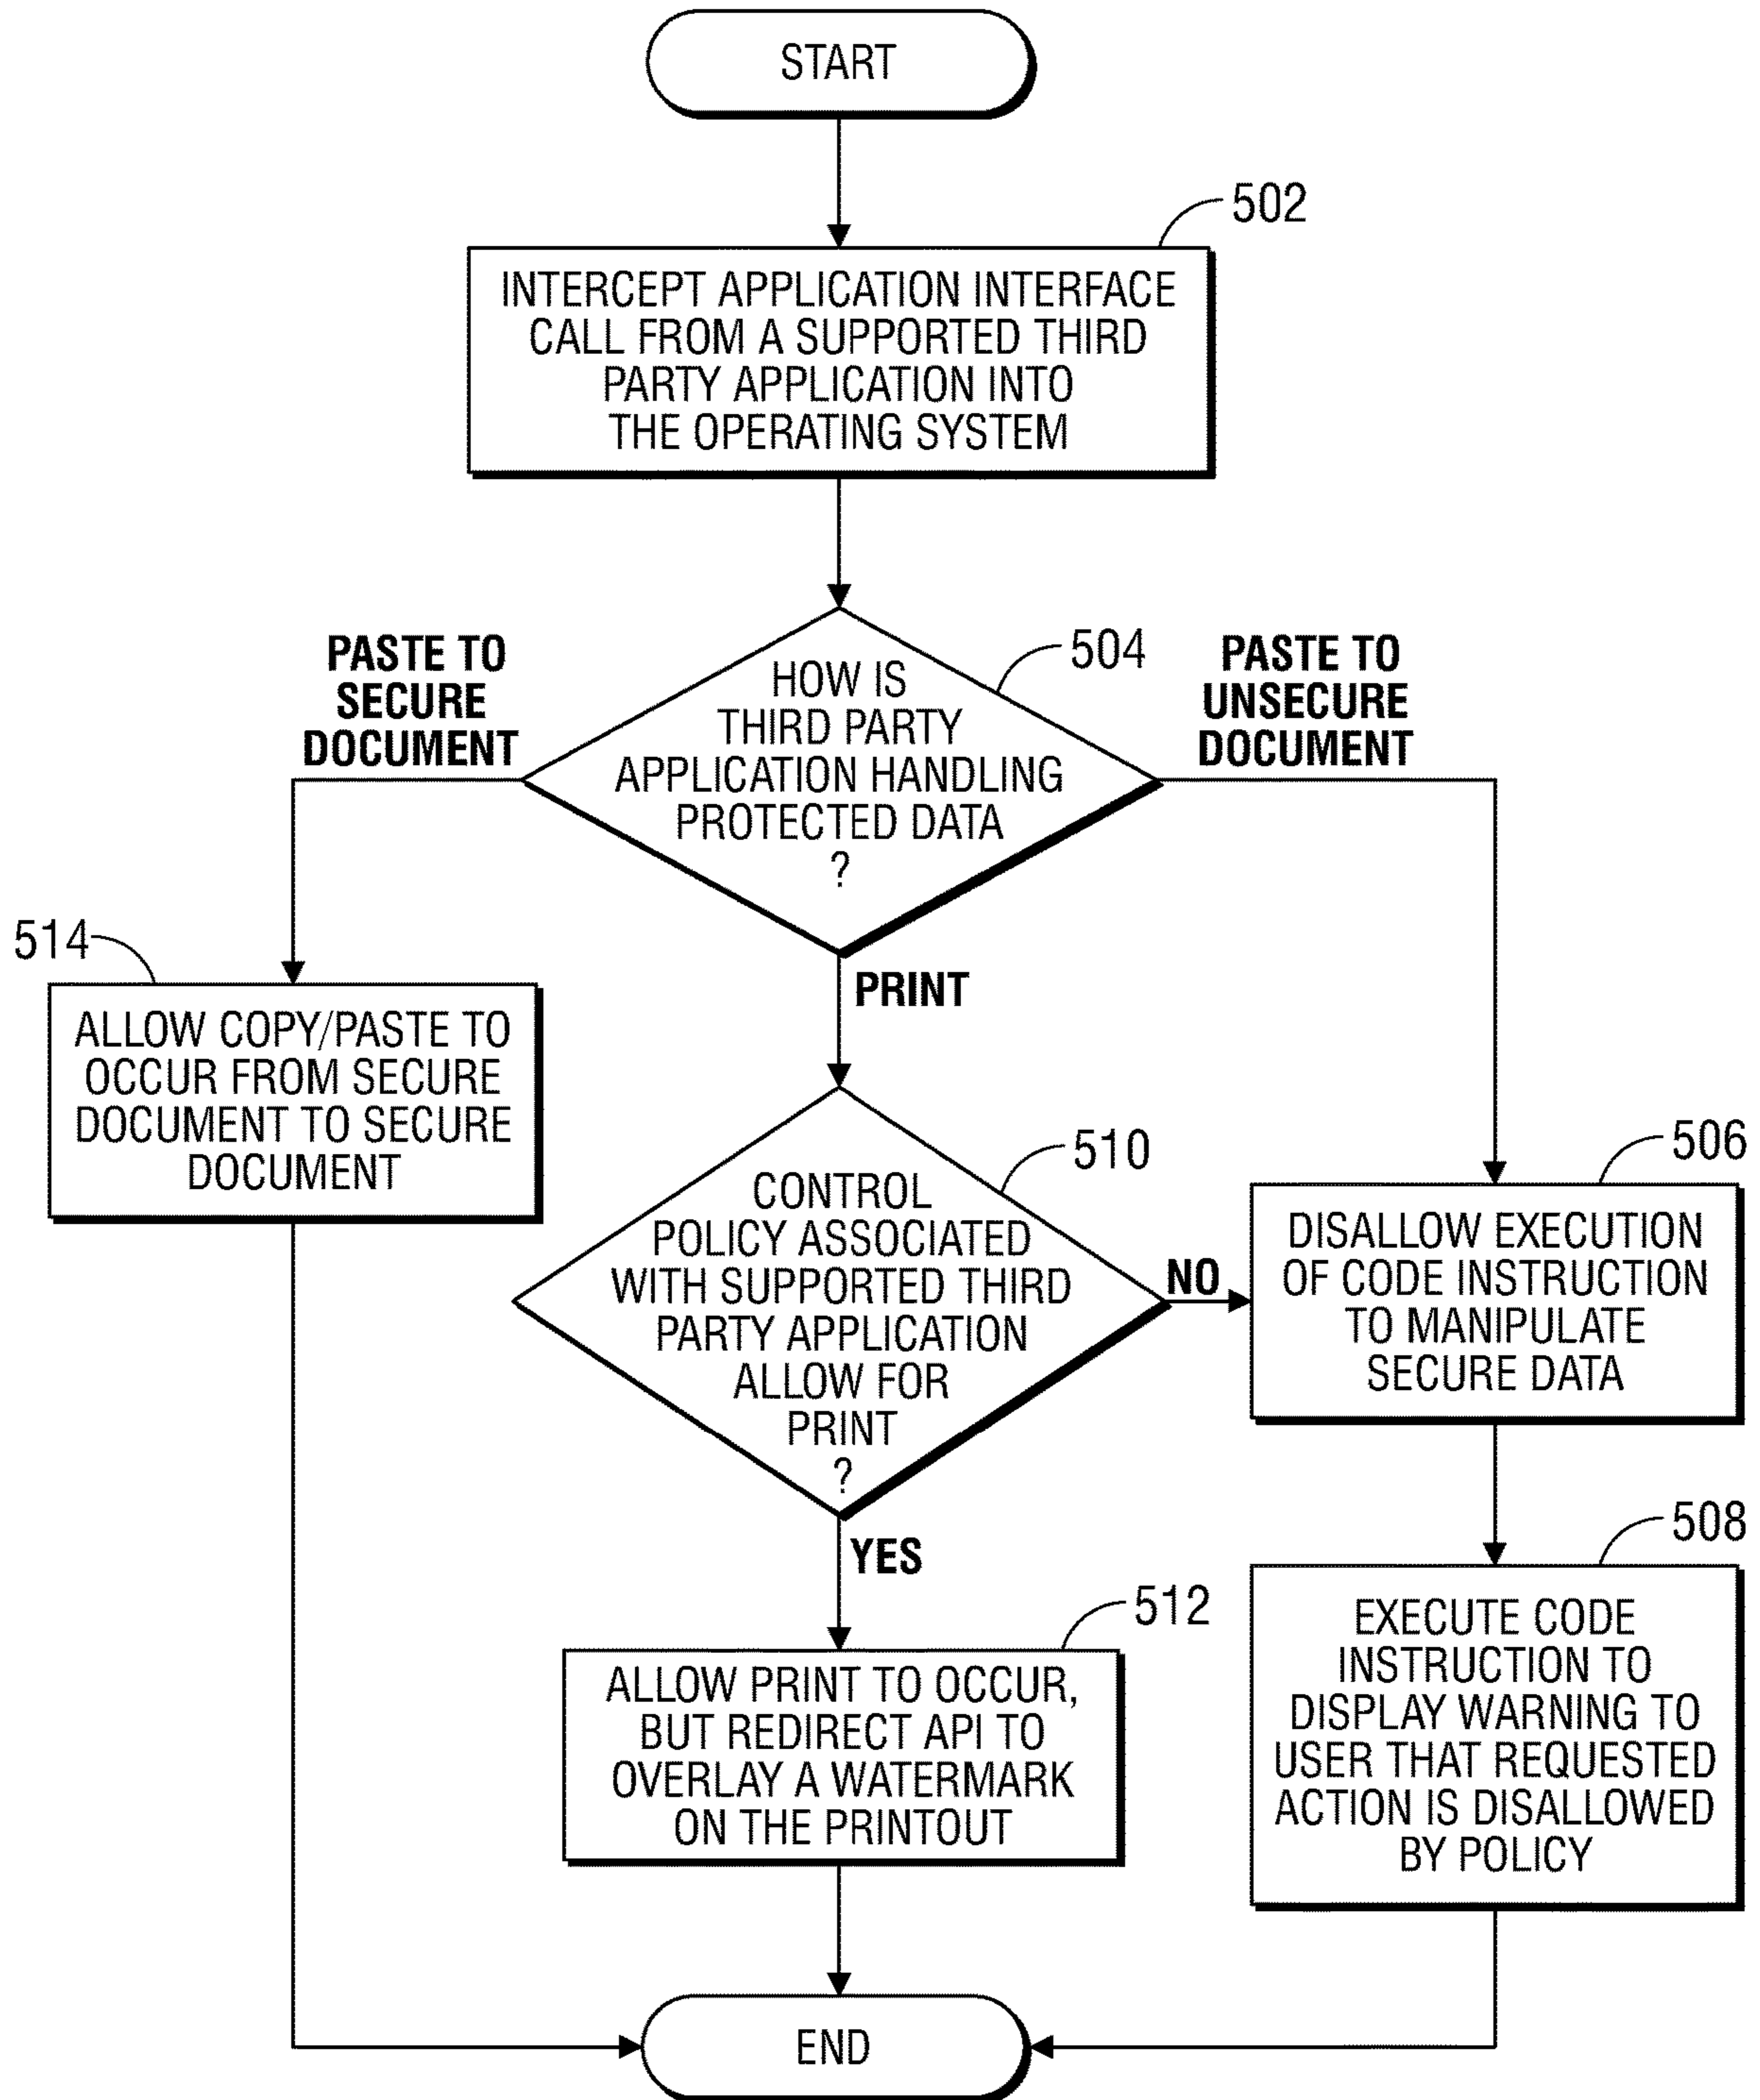 START
502
INTERCEPT APPLICATION INTERFACE
CALL FROM A SUPPORTED THIRD
PARTY APPLICATION INTO
THE OPERATING SYSTEM
504
HOW IS
THIRD PARTY
APPLICATION HANDLING
PROTECTED DATA
?
PASTE TO
SECURE
DOCUMENT
PASTE TO
UNSECURE
DOCUMENT
514
ALLOW COPY/PASTE TO
OCCUR FROM SECURE
DOCUMENT TO SECURE
DOCUMENT
PRINT
510
CONTROL
POLICY ASSOCIATED
WITH SUPPORTED THIRD
PARTY APPLICATION
ALLOW FOR
PRINT
?
NO
506
DISALLOW EXECUTION
OF CODE INSTRUCTION
TO MANIPULATE
SECURE DATA
YES
512
ALLOW PRINT TO OCCUR,
BUT REDIRECT API TO
OVERLAY A WATERMARK
ON THE PRINTOUT
508
EXECUTE CODE
INSTRUCTION TO
DISPLAY WARNING TO
USER THAT REQUESTED
ACTION IS DISALLOWED
BY POLICY
END